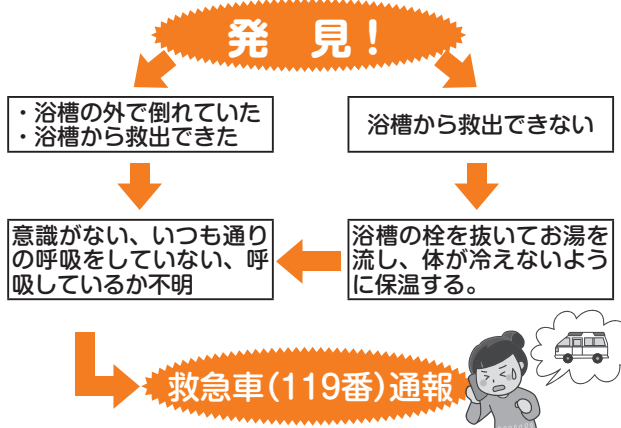 発 見！
・浴槽の外で倒れていた
・浴槽から救出できた
浴槽から救出できない
意識がない、いつも通り
の呼吸をしていない、呼
吸しているか不明
浴槽の栓を抜いてお湯を
流し、体が冷えないよう
に保温する。
救急車(119番)通報